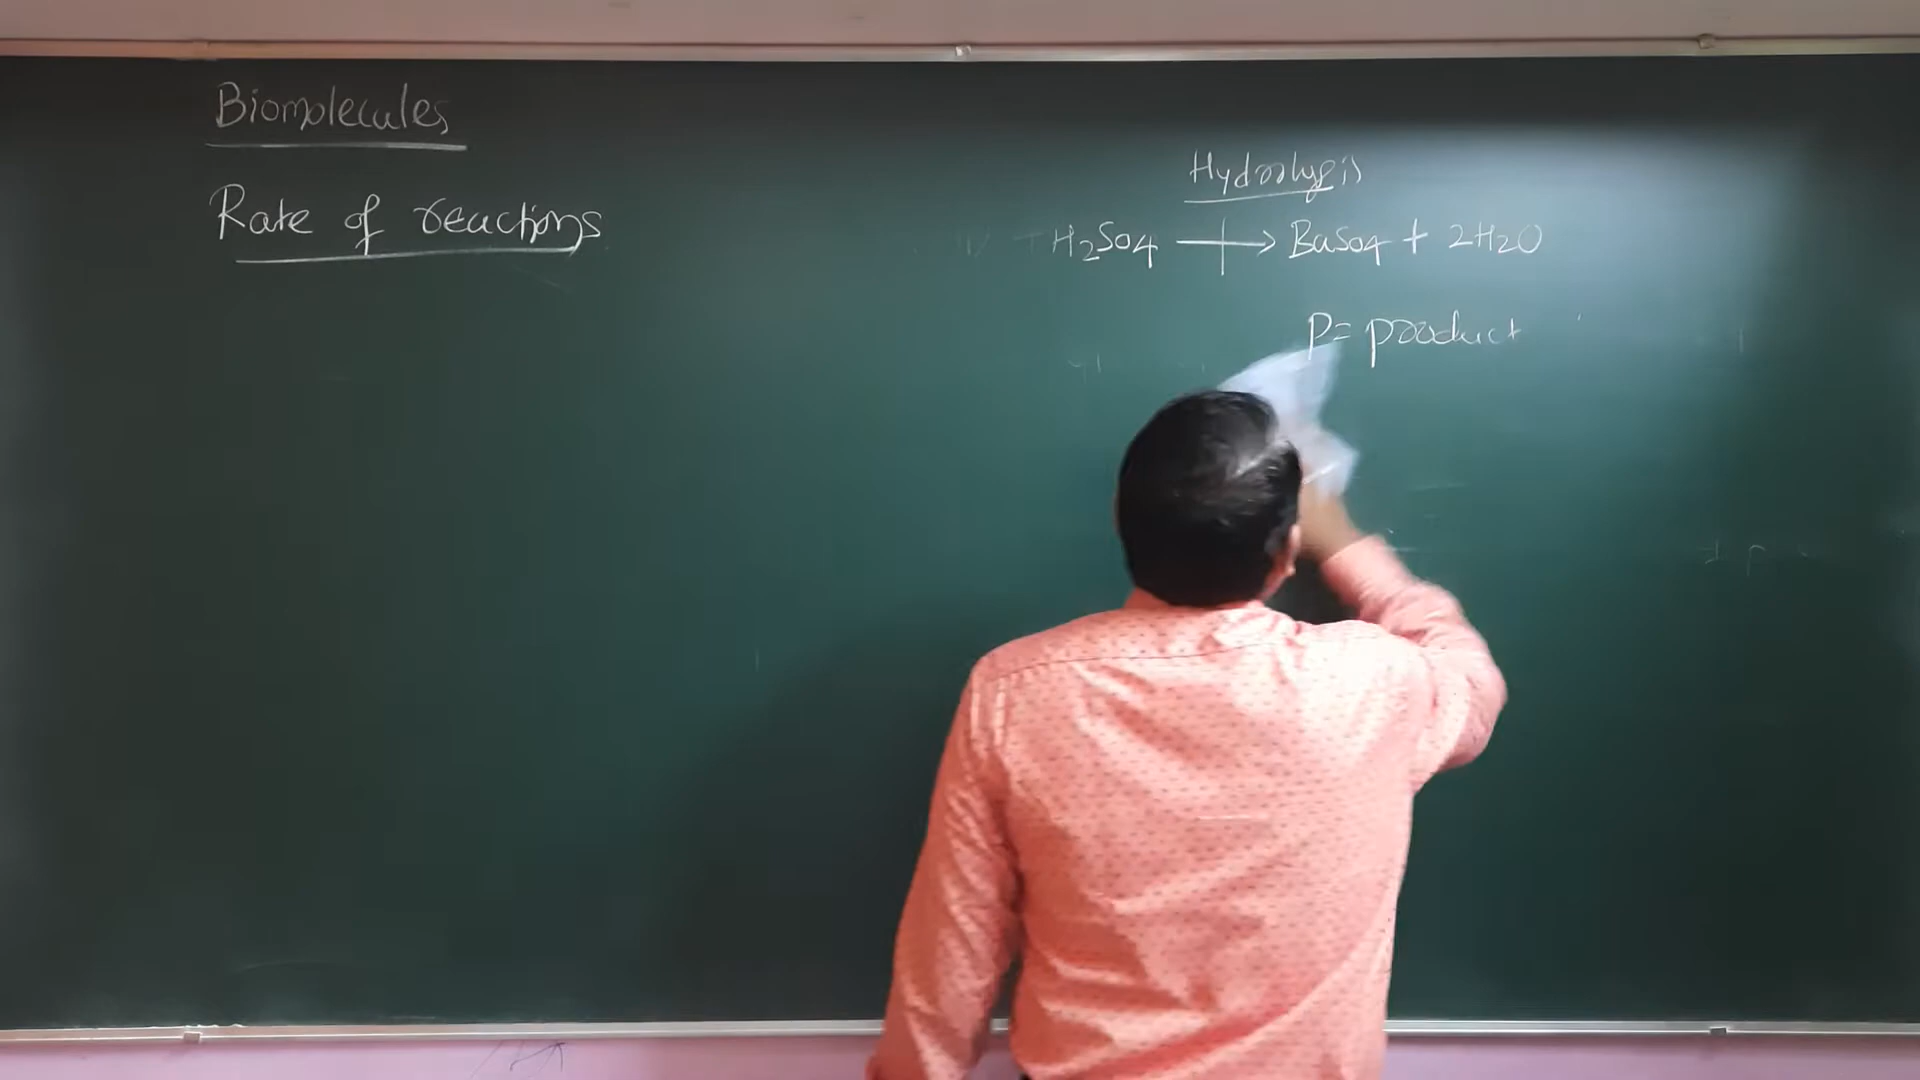 Biomolecules
Rate of reactions
Hydrolysis
H2SO4 → BaSO4 + 2H2O
P = product